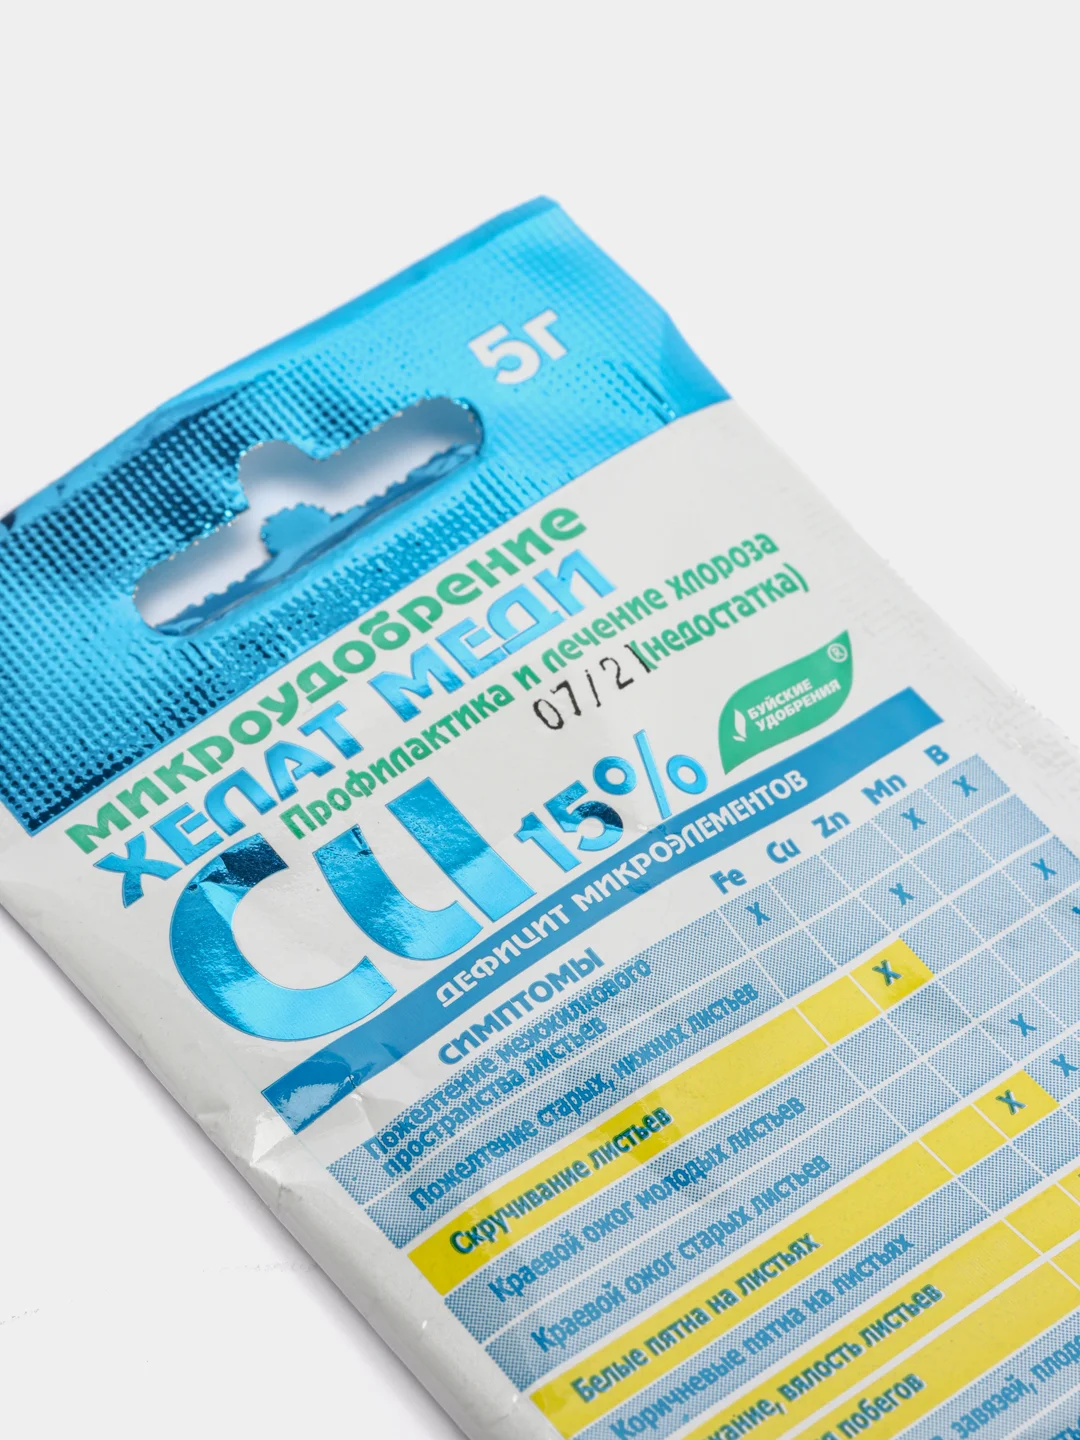 5г
микроудобрение
ХЕЛАТ МЕДИ
Профилактика и лечение хлороза
(недостатка)
07/21
Cu 15%
БУЙСКИЕ
УДОБРЕНИЯ
®
ДЕФИЦИТ МИКРОЭЛЕМЕНТОВ
СИМПТОМЫ Fe Cu Zn Mn B
Пожелтение межжилкового
пространства листьев X X X
Пожелтение старых, нижних листьев X X
Скручивание листьев X
Краевой ожог молодых листьев X
Краевой ожог старых листьев X
Белые пятна на листьях X
Коричневые пятна на листьях
вялость листьев
побегов
завязей,